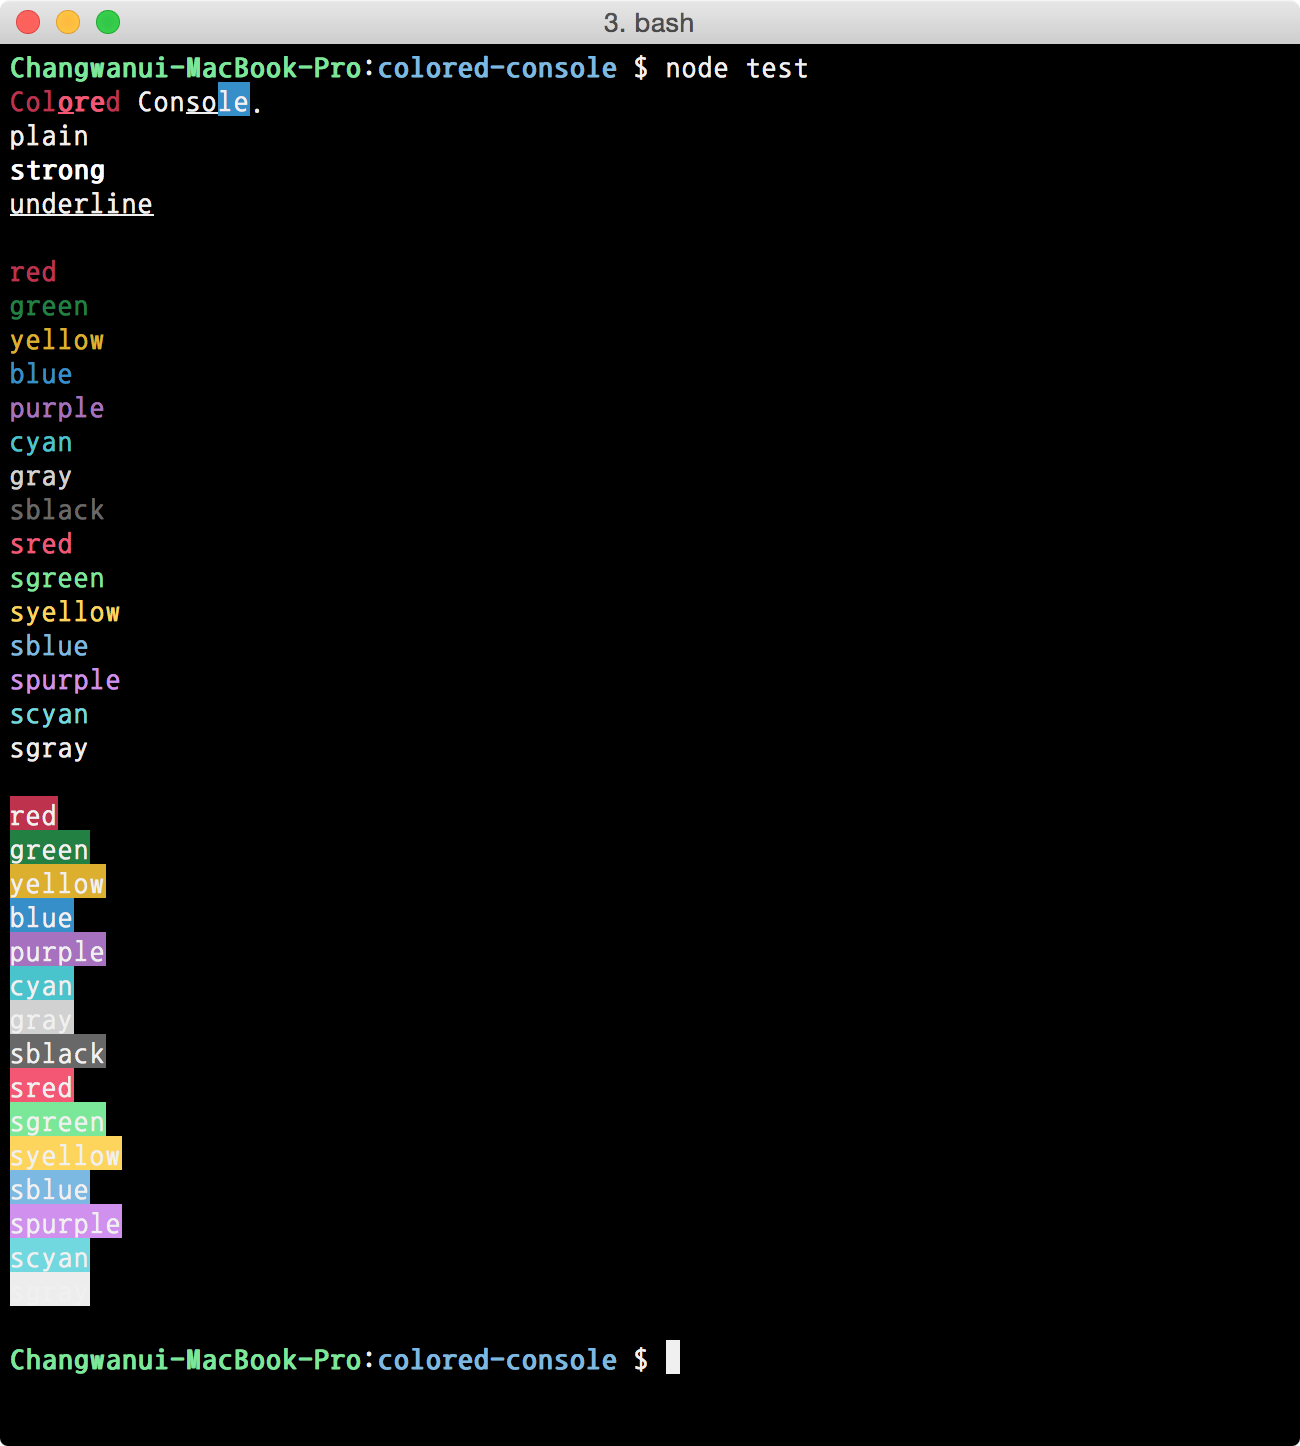 3. bash
Changwanui-MacBook-Pro:colored-console $ node test
Colored Console.
plain
strong
underline
red
green
yellow
blue
purple
cyan
gray
sblack
sred
sgreen
syellow
sblue
spurple
scyan
sgray
red
green
yellow
blue
purple
cyan
gray
sblack
sred
sgreen
syellow
sblue
spurple
scyan
Changwanui-MacBook-Pro:colored-console $